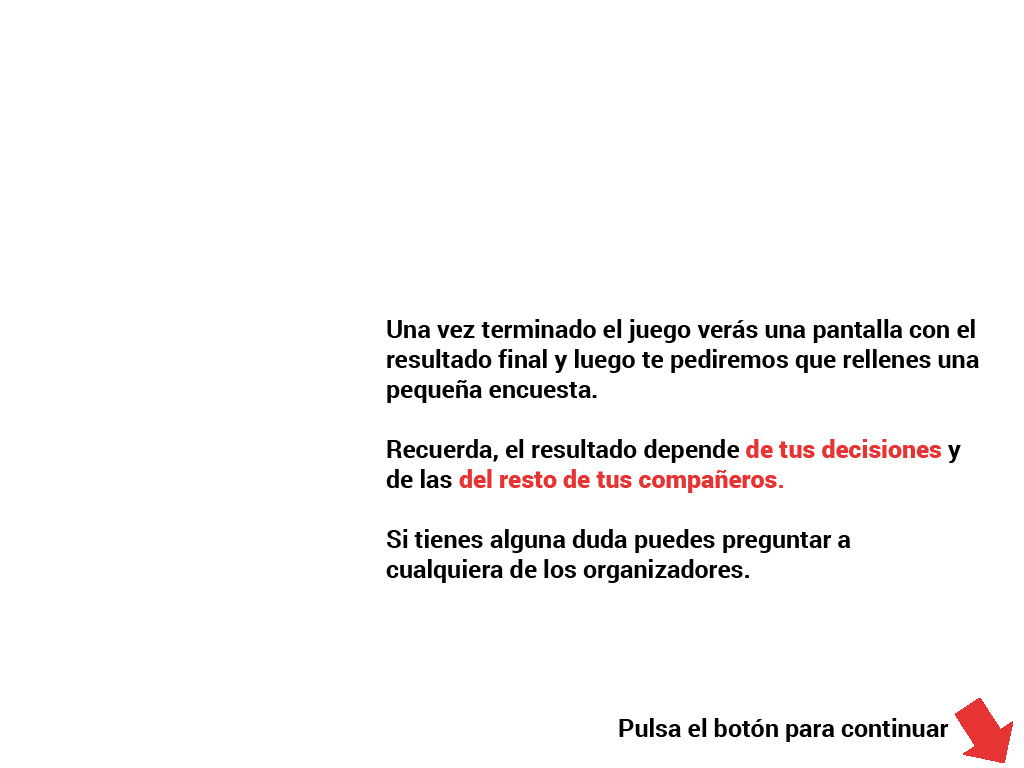 Una vez terminado el juego verás una pantalla con el
resultado final y luego te pediremos que rellenes una
pequeña encuesta.
Recuerda, el resultado depende de tus decisiones y
de las del resto de tus compañeros.
Si tienes alguna duda puedes preguntar a
cualquiera de los organizadores.
Pulsa el botón para continuar